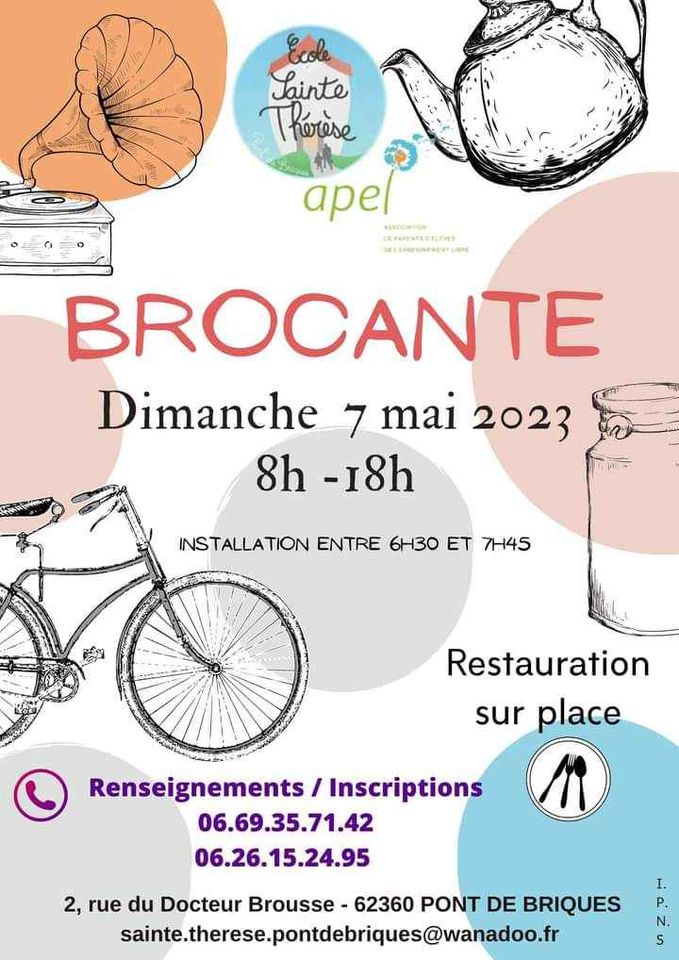 École
Sainte
Thérèse
Pont de Briques
apel
ASSOCIATION
DE PARENTS D'ÉLÈVES
DE L'ENSEIGNEMENT LIBRE
BROCANTE
Dimanche 7 mai 2023
8h -18h
INSTALLATION ENTRE 6H30 ET 7H45
Restauration
sur place
Renseignements / Inscriptions
06.69.35.71.42
06.26.15.24.95
2, rue du Docteur Brousse - 62360 PONT DE BRIQUES
sainte.therese.pontdebriques@wanadoo.fr
I.
P.
N.
S